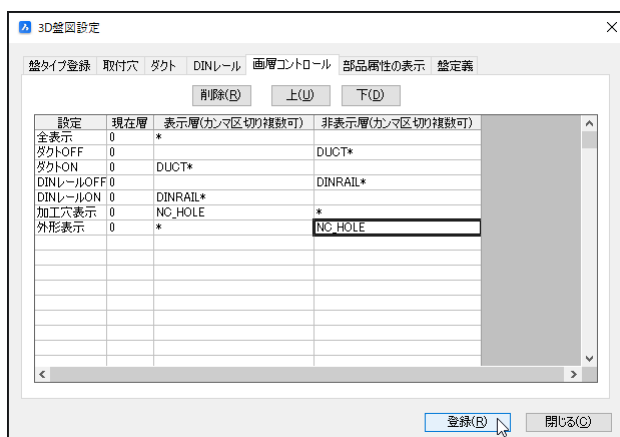 3D盤図設定
盤タイプ登録 取付穴 ダクト DINレール 画層コントロール 部品属性の表示 盤定義
削除(R) 上(U) 下(D)
設定 現在層 表示層(カンマ区切り複数可) 非表示層(カンマ区切り複数可)
全表示 0 *
ダクトOFF 0 DUCT*
ダクトON 0 DUCT*
DINレールOFF 0 DINRAIL*
DINレールON 0 DINRAIL*
加工穴表示 0 NC_HOLE *
外形表示 0 * NC_HOLE
登録(R) 閉じる(C)